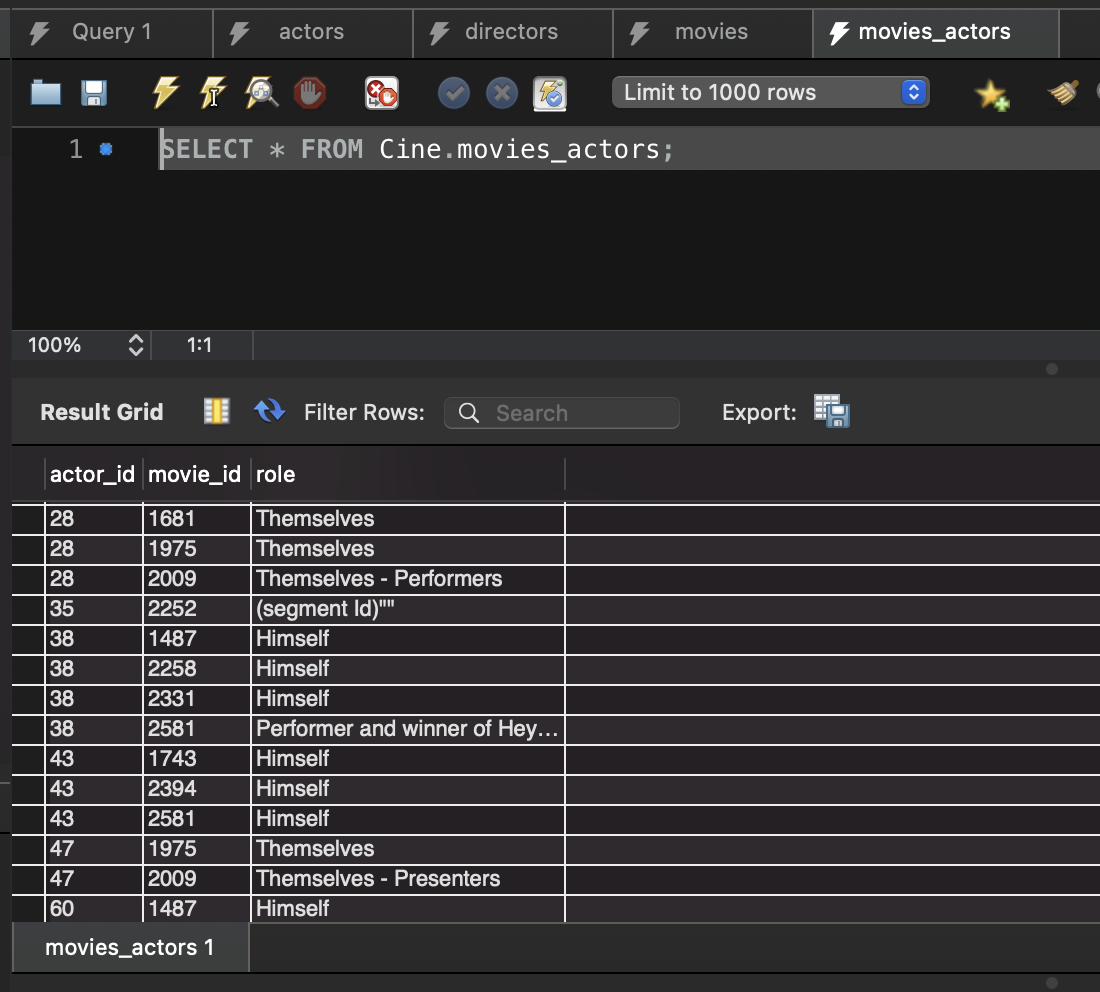 Query 1 actors directors movies movies_actors
Limit to 1000 rows
1 SELECT * FROM Cine.movies_actors;
100% 1:1
Result Grid Filter Rows: Search Export:
actor_id movie_id role
28 1681 Themselves
28 1975 Themselves
28 2009 Themselves - Performers
35 2252 (segment Id)""
38 1487 Himself
38 2258 Himself
38 2331 Himself
38 2581 Performer and winner of Hey...
43 1743 Himself
43 2394 Himself
43 2581 Himself
47 1975 Themselves
47 2009 Themselves - Presenters
60 1487 Himself
movies_actors 1